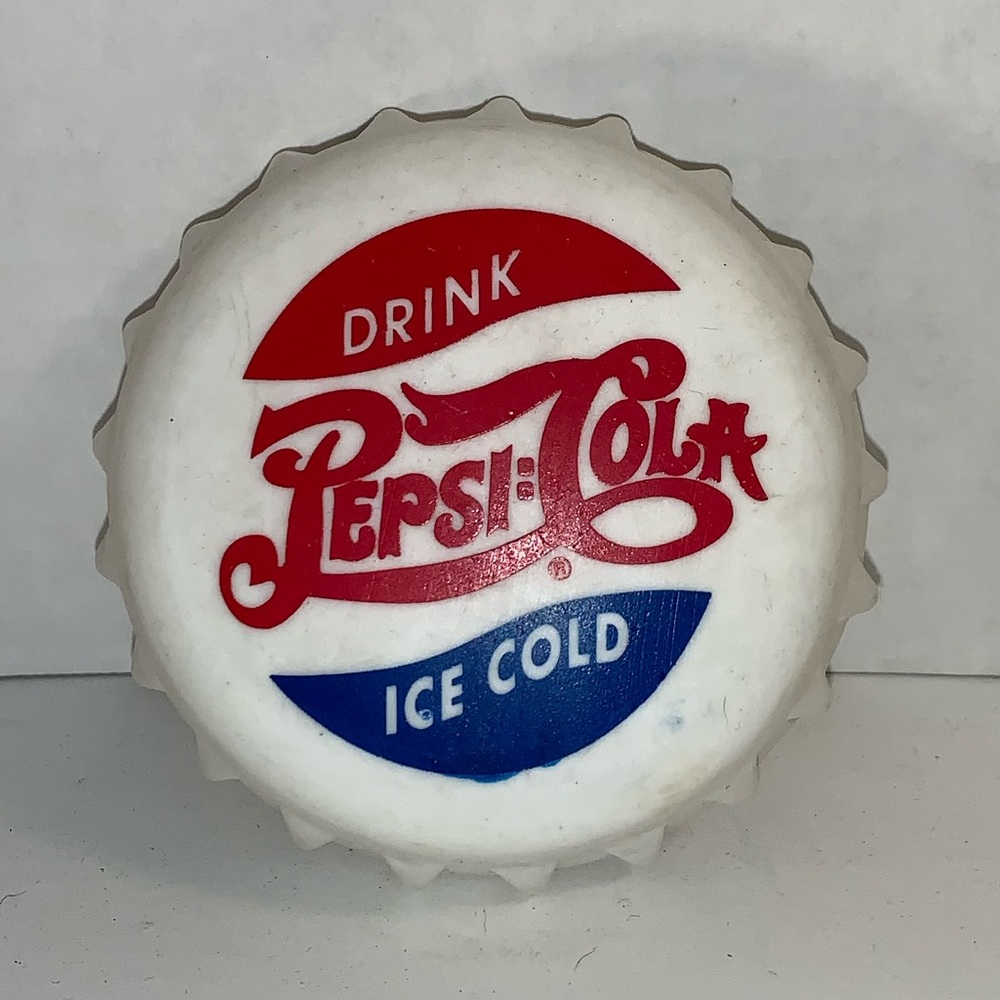 DRINK
PEPSI:COLA
®
ICE COLD